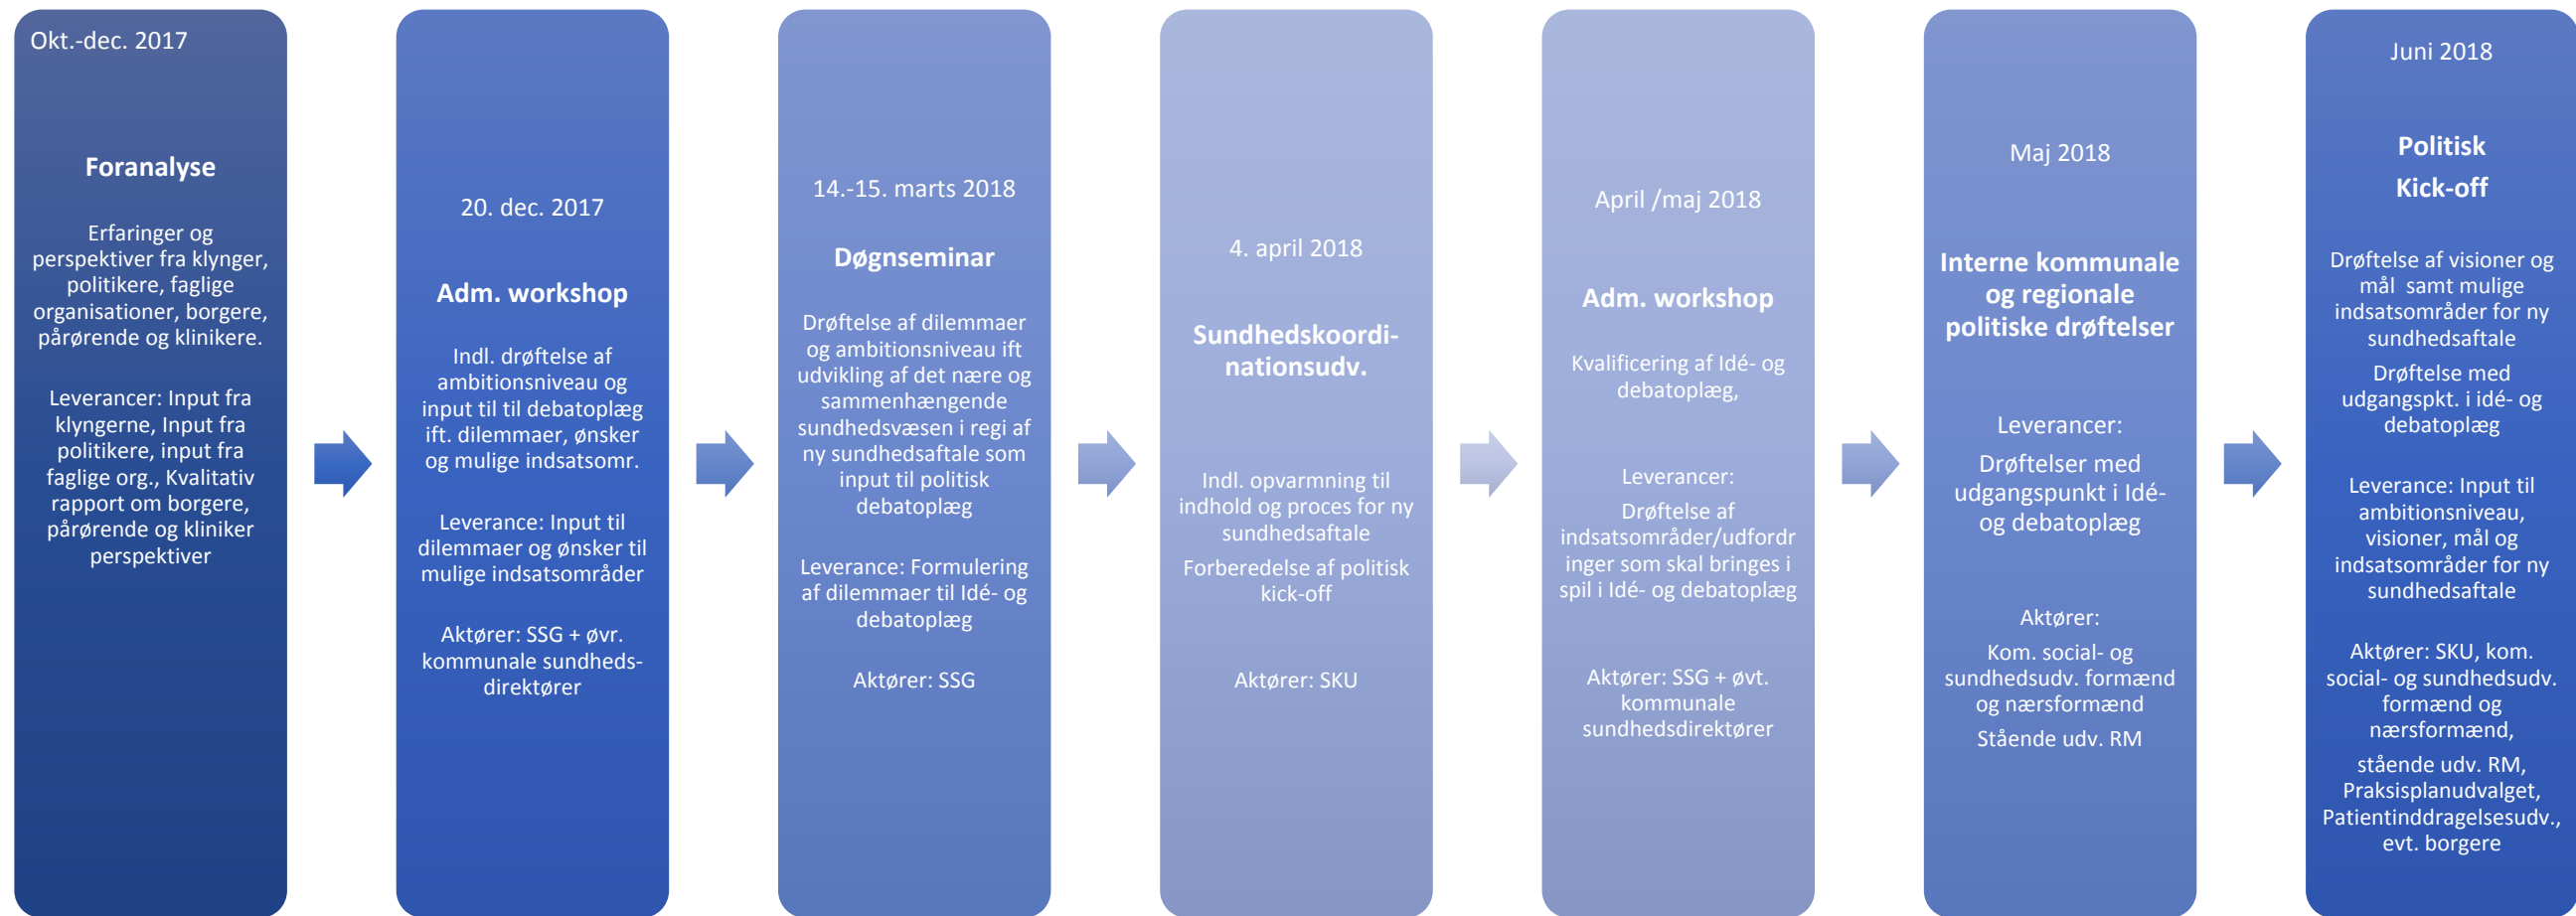 Okt.-dec. 2017
Foranalyse
Erfaringer og
perspektiver fra klynger,
politikere, faglige
organisationer, borgere,
pårørende og klinikere.
Leverancer: Input fra
klyngerne, Input fra
politikere, input fra
faglige org., Kvalitativ
rapport om borgere,
pårørende og kliniker
perspektiver
20. dec. 2017
Adm. workshop
Indl. drøftelse af
ambitionsniveau og
input til til debatoplæg
ift. dilemmaer, ønsker
og mulige indsatsomr.
Leverance: Input til
dilemmaer og ønsker til
mulige indsatsområder
Aktører: SSG + øvr.
kommunale sundheds-
direktører
14.-15. marts 2018
Døgnseminar
Drøftelse af dilemmaer
og ambitionsniveau ift
udvikling af det nære og
sammenhængende
sundhedsvæsen i regi af
ny sundhedsaftale som
input til politisk
debatoplæg
Leverance: Formulering
af dilemmaer til Idé- og
debatoplæg
Aktører: SSG
4. april 2018
Sundhedskoordi-
nationsudv.
Indl. opvarmning til
indhold og proces for ny
sundhedsaftale
Forberedelse af politisk
kick-off
Aktører: SKU
April /maj 2018
Adm. workshop
Kvalificering af Idé- og
debatoplæg,
Leverancer:
Drøftelse af
indsatsområder/udfordr
inger som skal bringes i
spil i Idé- og debatoplæg
Aktører: SSG + øvt.
kommunale
sundhedsdirektører
Maj 2018
Interne kommunale
og regionale
politiske drøftelser
Leverancer:
Drøftelser med
udgangspunkt i Idé-
og debatoplæg
Aktører:
Kom. social- og
sundhedsudv. formænd
og nærsformænd
Stående udv. RM
Juni 2018
Politisk
Kick-off
Drøftelse af visioner og
mål samt mulige
indsatsområder for ny
sundhedsaftale
Drøftelse med
udgangspkt. i idé- og
debatoplæg
Leverance: Input til
ambitionsniveau,
visioner, mål og
indsatsområder for ny
sundhedsaftale
Aktører: SKU, kom.
social- og sundhedsudv.
formænd og
nærsformænd,
stående udv. RM,
Praksisplanudvalget,
Patientinddragelsesudv.,
evt. borgere